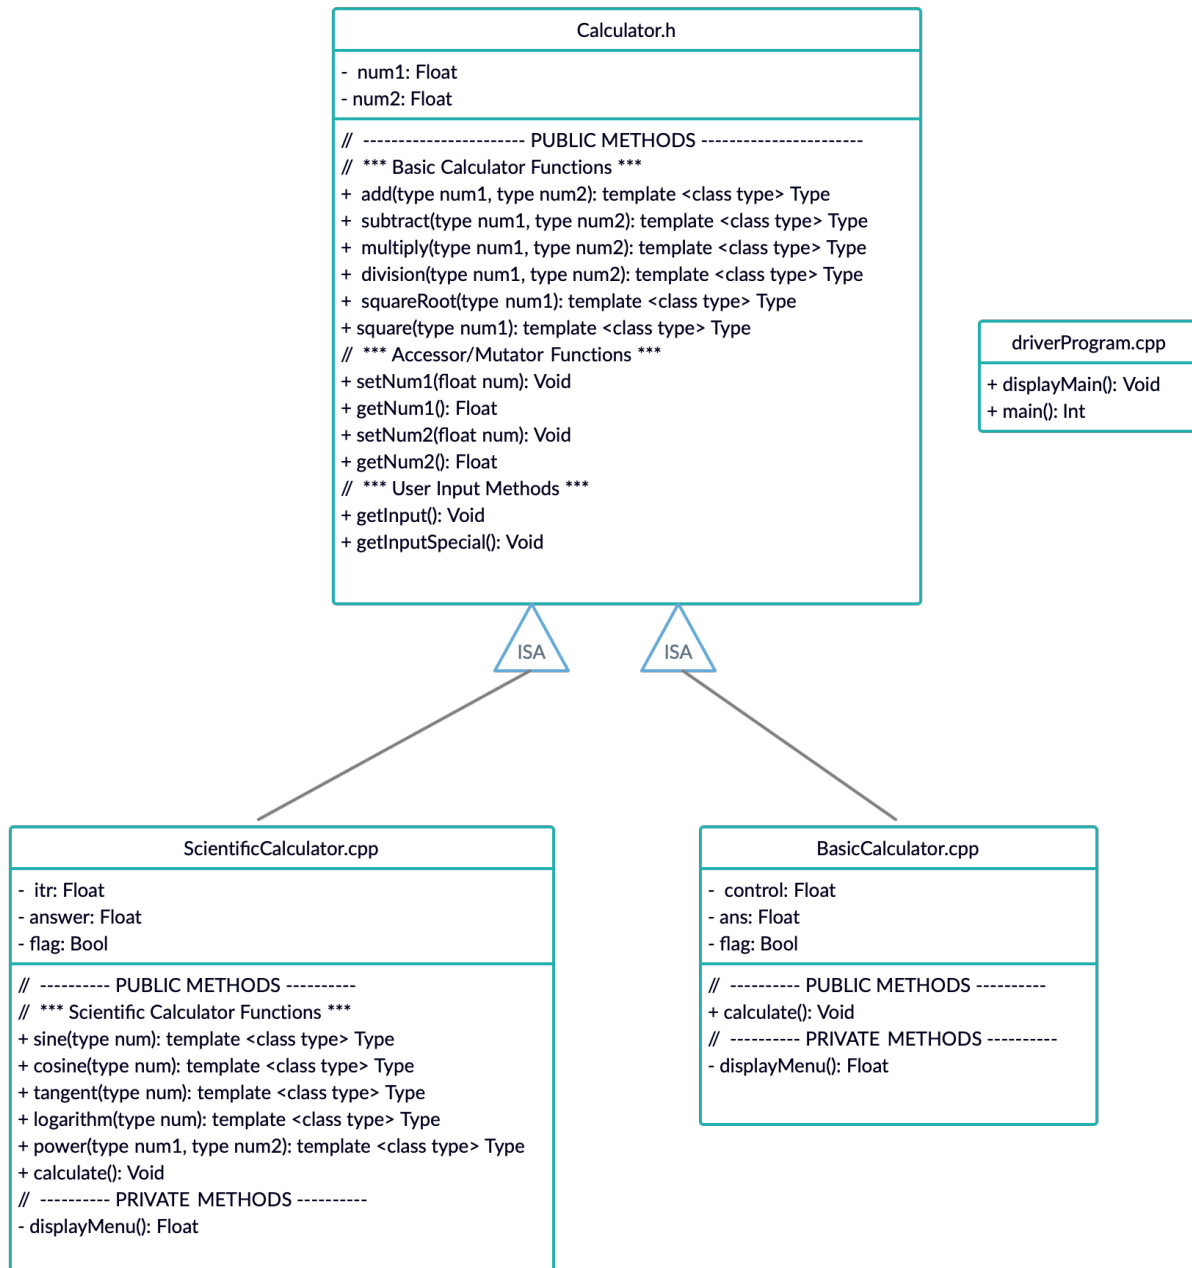 Calculator.h
- num1: Float
- num2: Float
// ----------------------- PUBLIC METHODS -----------------------
// *** Basic Calculator Functions ***
+ add(type num1, type num2): template <class type> Type
+ subtract(type num1, type num2): template <class type> Type
+ multiply(type num1, type num2): template <class type> Type
+ division(type num1, type num2): template <class type> Type
+ squareRoot(type num1): template <class type> Type
+ square(type num1): template <class type> Type
// *** Accessor/Mutator Functions ***
+ setNum1(float num): Void
+ getNum1(): Float
+ setNum2(float num): Void
+ getNum2(): Float
// *** User Input Methods ***
+ getInput(): Void
+ getInputSpecial(): Void
driverProgram.cpp
+ displayMain(): Void
+ main(): Int
ISA
ISA
ScientificCalculator.cpp
- itr: Float
- answer: Float
- flag: Bool
// ---------- PUBLIC METHODS ----------
// *** Scientific Calculator Functions ***
+ sine(type num): template <class type> Type
+ cosine(type num): template <class type> Type
+ tangent(type num): template <class type> Type
+ logarithm(type num): template <class type> Type
+ power(type num1, type num2): template <class type> Type
+ calculate(): Void
// ---------- PRIVATE METHODS ----------
- displayMenu(): Float
BasicCalculator.cpp
- control: Float
- ans: Float
- flag: Bool
// ---------- PUBLIC METHODS ----------
+ calculate(): Void
// ---------- PRIVATE METHODS ----------
- displayMenu(): Float